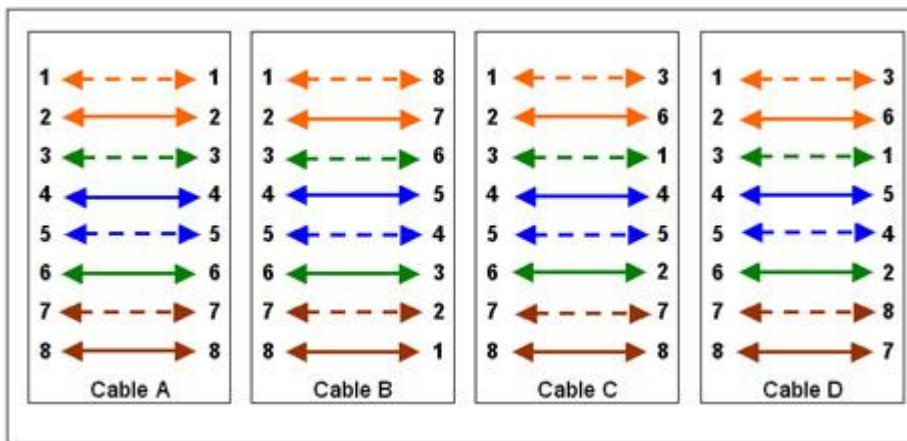 1 1 1 8 1 3 1 3
2 2 2 7 2 6 2 6
3 3 3 6 3 1 3 1
4 4 4 5 4 4 4 5
5 5 5 4 5 5 5 4
6 6 6 3 6 2 6 2
7 7 7 2 7 7 7 8
8 8 8 1 8 8 8 7
Cable A Cable B Cable C Cable D